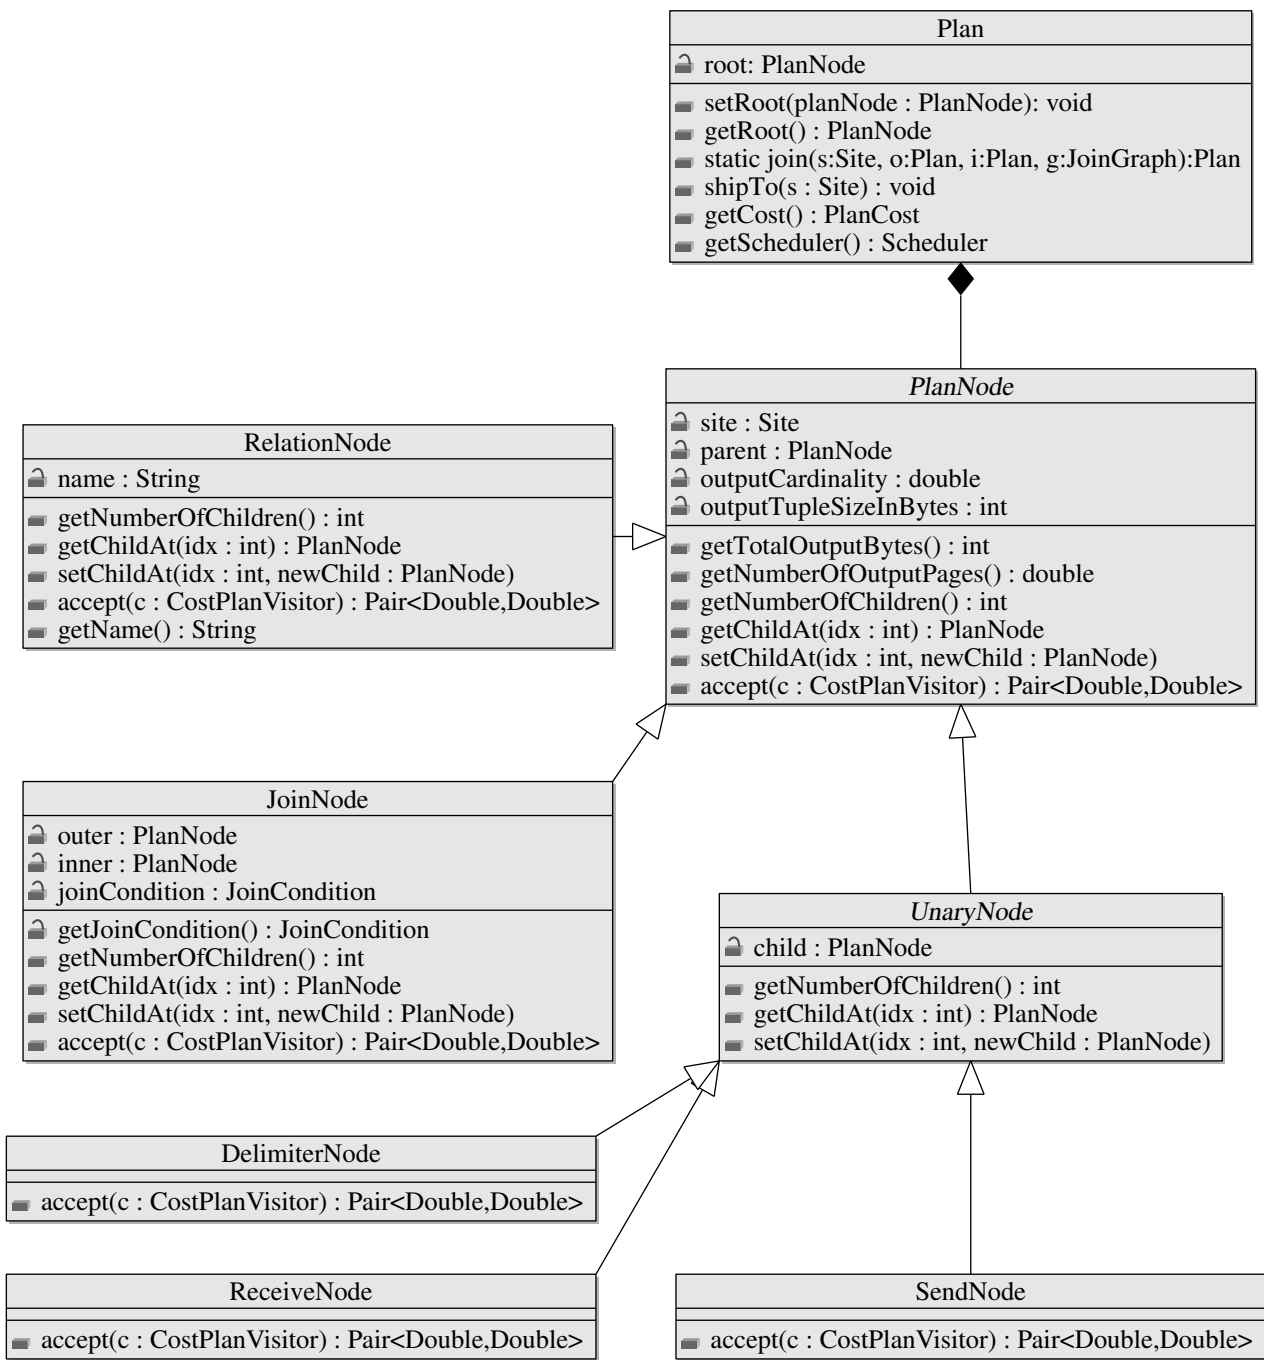 Plan
root: PlanNode
setRoot(planNode : PlanNode): void
getRoot() : PlanNode
static join(s:Site, o:Plan, i:Plan, g:JoinGraph):Plan
shipTo(s : Site) : void
getCost() : PlanCost
getScheduler() : Scheduler
PlanNode
site : Site
parent : PlanNode
outputCardinality : double
outputTupleSizeInBytes : int
getTotalOutputBytes() : int
getNumberOfOutputPages() : double
getNumberOfChildren() : int
getChildAt(idx : int) : PlanNode
setChildAt(idx : int, newChild : PlanNode)
accept(c : CostPlanVisitor) : Pair<Double,Double>
RelationNode
name : String
getNumberOfChildren() : int
getChildAt(idx : int) : PlanNode
setChildAt(idx : int, newChild : PlanNode)
accept(c : CostPlanVisitor) : Pair<Double,Double>
getName() : String
JoinNode
outer : PlanNode
inner : PlanNode
joinCondition : JoinCondition
getJoinCondition() : JoinCondition
getNumberOfChildren() : int
getChildAt(idx : int) : PlanNode
setChildAt(idx : int, newChild : PlanNode)
accept(c : CostPlanVisitor) : Pair<Double,Double>
UnaryNode
child : PlanNode
getNumberOfChildren() : int
getChildAt(idx : int) : PlanNode
setChildAt(idx : int, newChild : PlanNode)
DelimiterNode
accept(c : CostPlanVisitor) : Pair<Double,Double>
ReceiveNode
accept(c : CostPlanVisitor) : Pair<Double,Double>
SendNode
accept(c : CostPlanVisitor) : Pair<Double,Double>